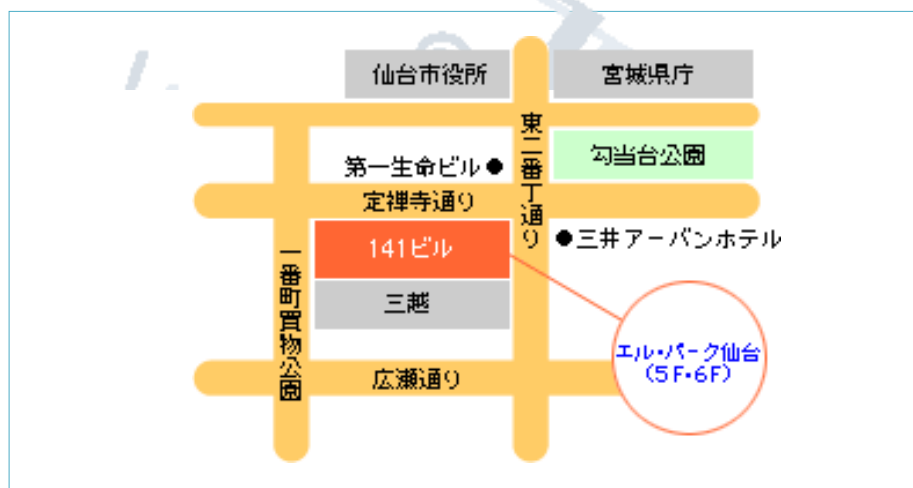 仙台市役所
宮城県庁
東二番丁通り
勾当台公園
第一生命ビル●
定禅寺通り
141ビル
●三井アーバンホテル
一番町買物公園
三越
エル・パーク仙台
(5F・6F)
広瀬通り